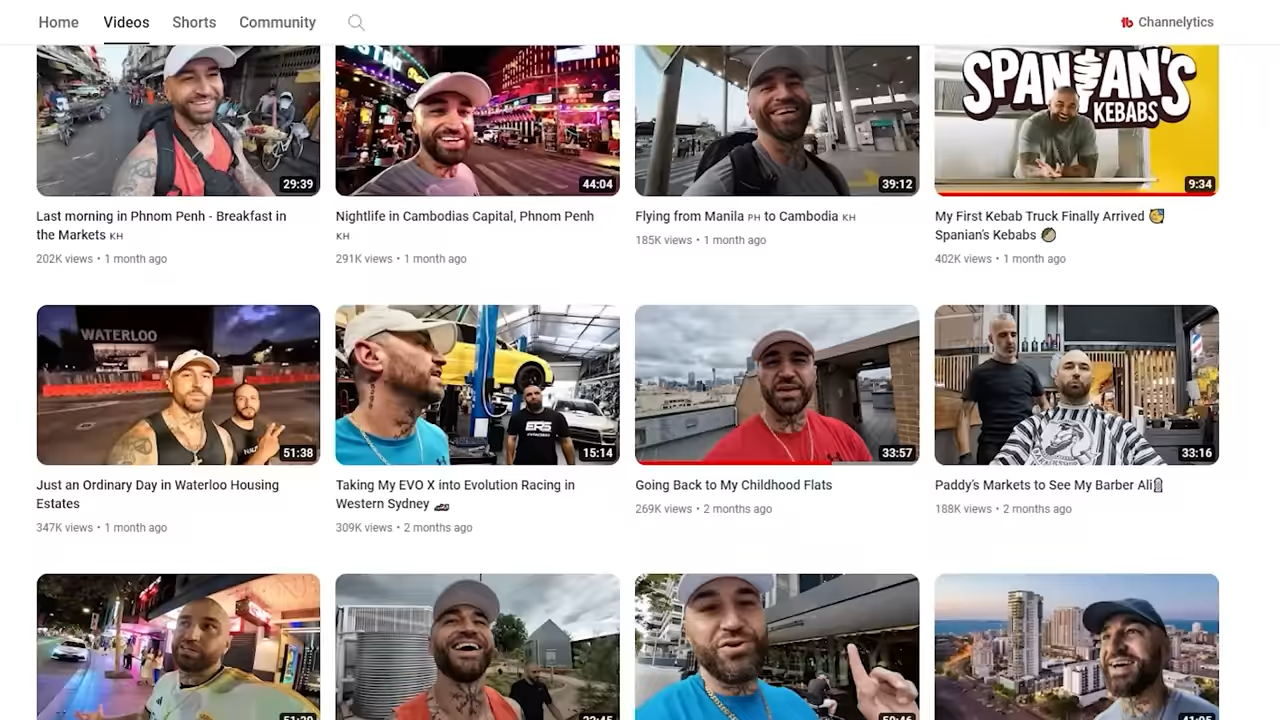 Home Videos Shorts Community Channelytics
29:39
44:04
39:12
SPANIAN'S
KEBABS
9:34
Last morning in Phnom Penh - Breakfast in
the Markets KH
202K views • 1 month ago
Nightlife in Cambodias Capital, Phnom Penh
KH
291K views • 1 month ago
Flying from Manila PH to Cambodia KH
185K views • 1 month ago
My First Kebab Truck Finally Arrived 🥳
Spanian's Kebabs 🥙
402K views • 1 month ago
WATERLOO
51:38
ERS
15:14
33:57
33:16
Just an Ordinary Day in Waterloo Housing
Estates
347K views • 1 month ago
Taking My EVO X into Evolution Racing in
Western Sydney 🏎
309K views • 2 months ago
Going Back to My Childhood Flats
269K views • 2 months ago
Paddy's Markets to See My Barber Ali💈
188K views • 2 months ago